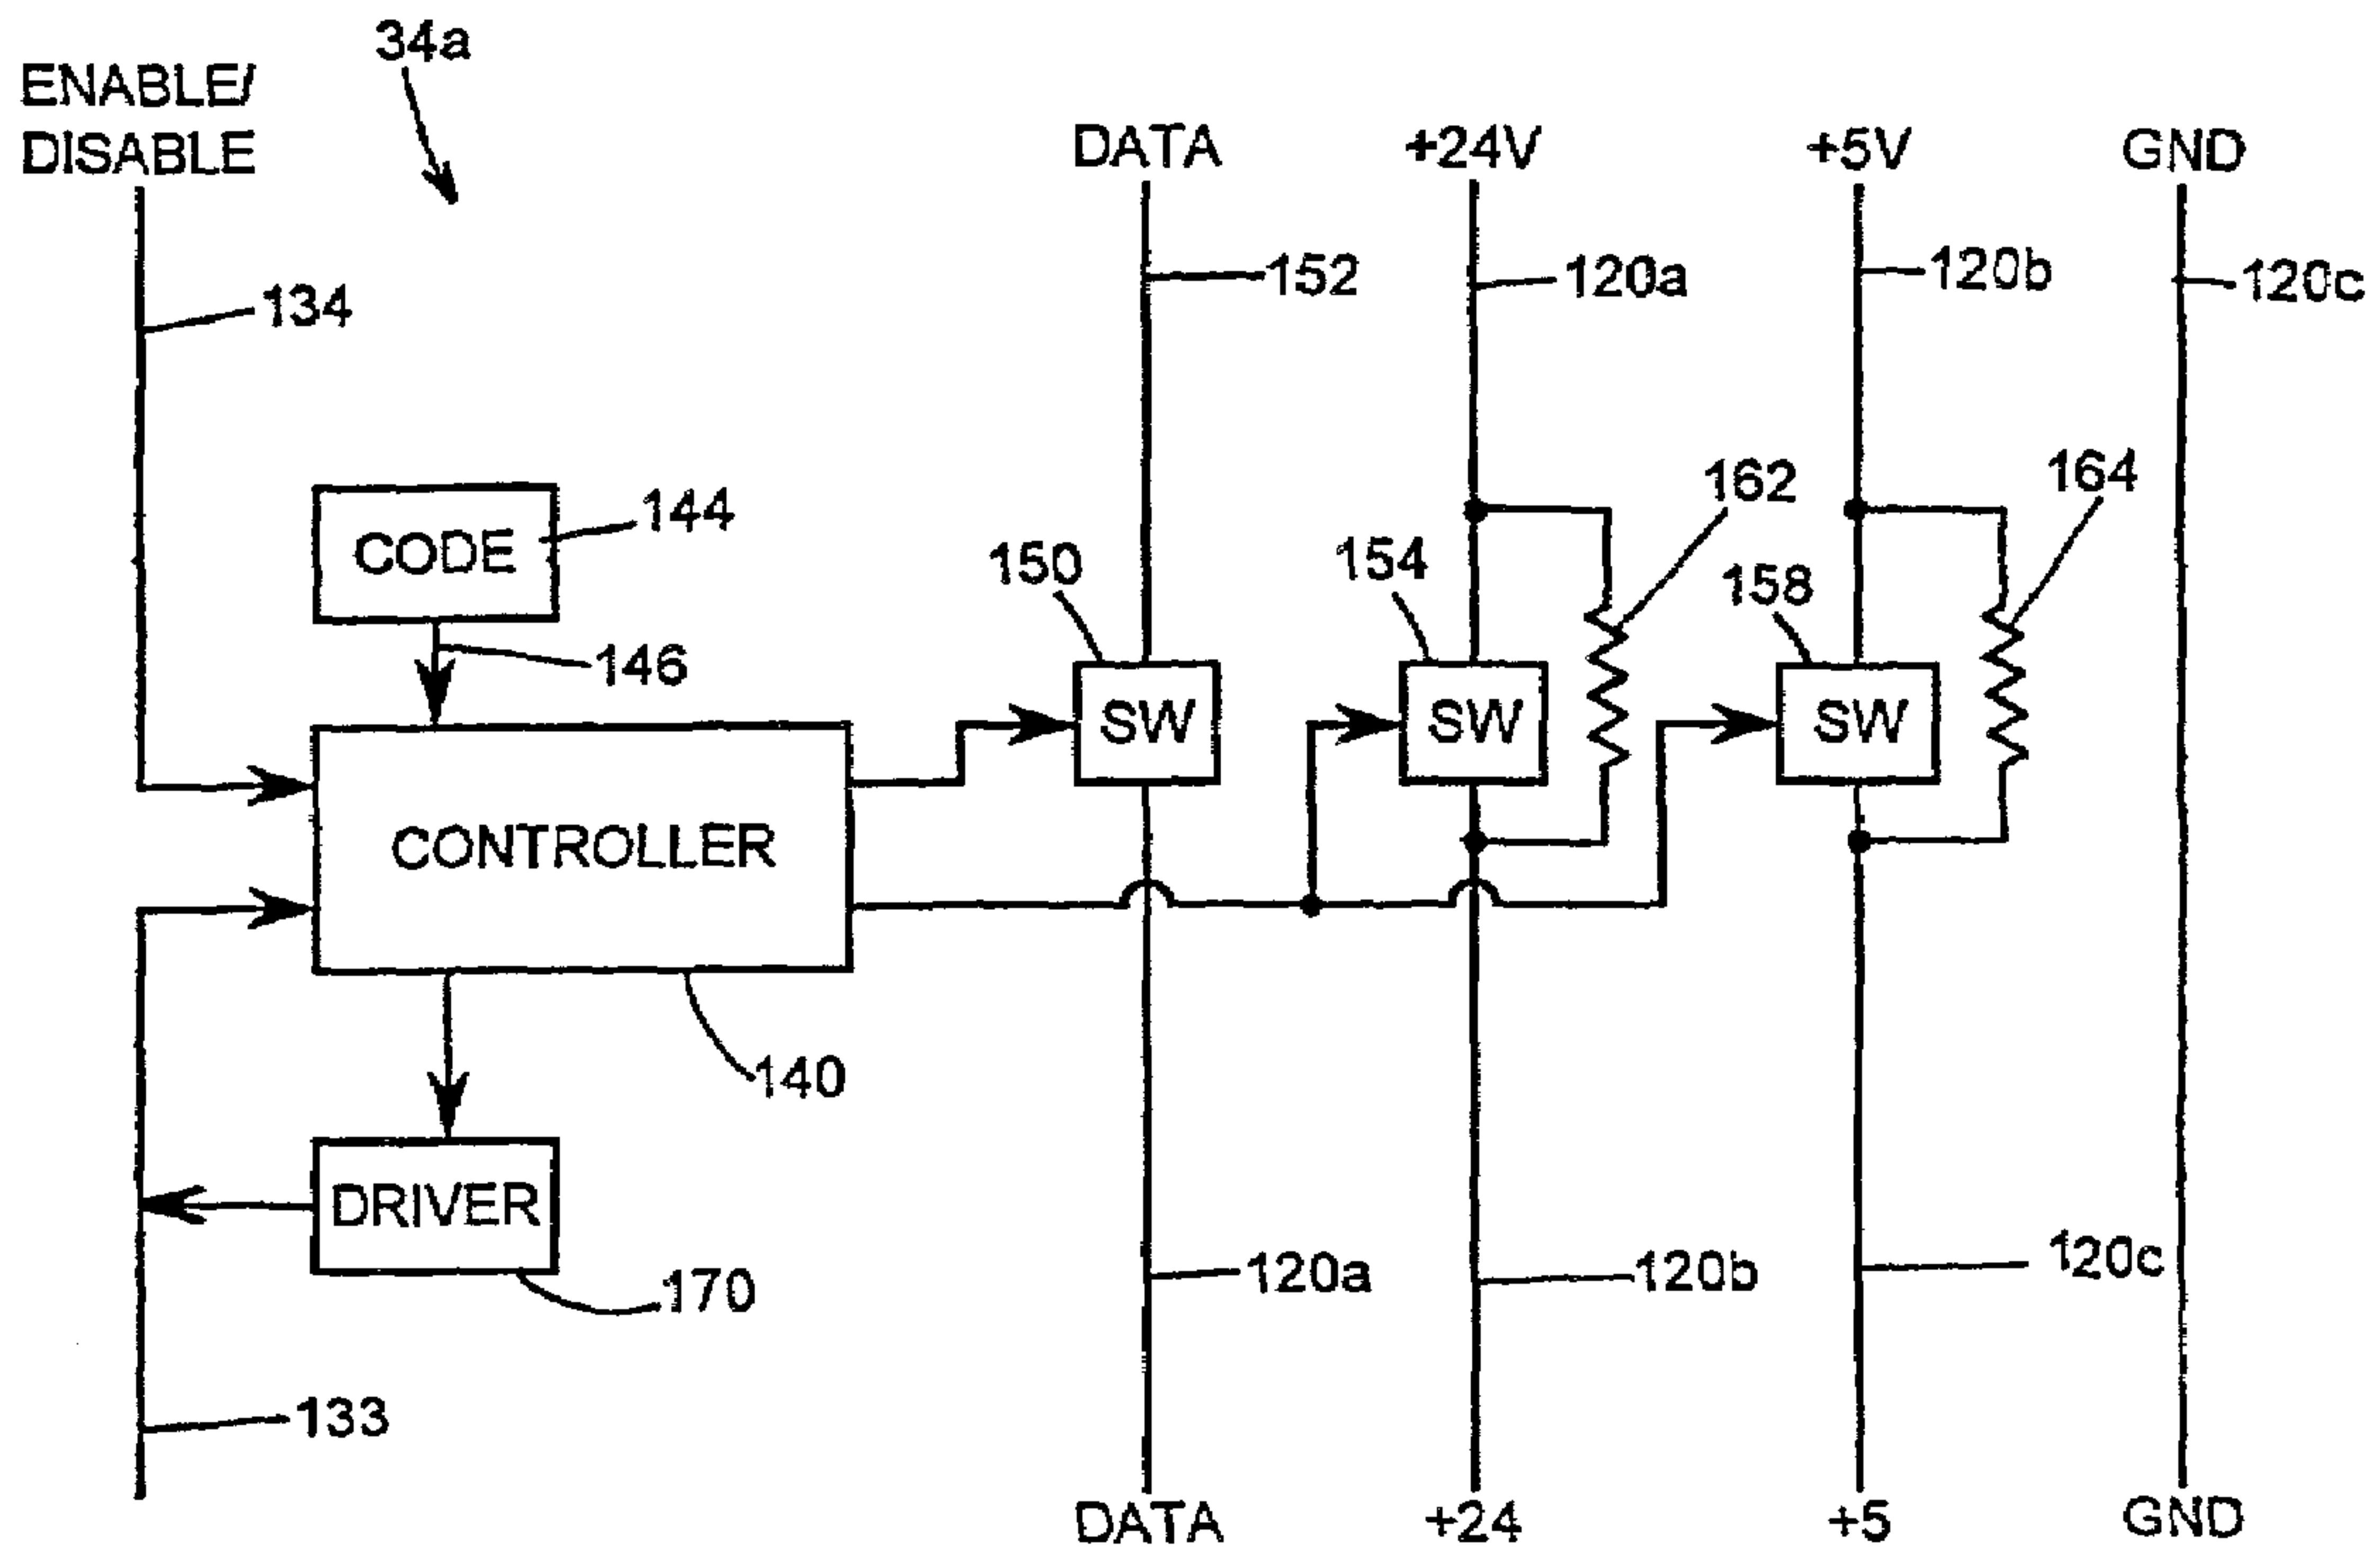 34a
ENABLE/
DISABLE
DATA
+24V
+5V
GND
152
120a
120b
120c
134
162
164
CODE
144
150
154
158
146
SW
SW
SW
CONTROLLER
140
DRIVER
170
120a
120b
120c
133
DATA
+24
+5
GND